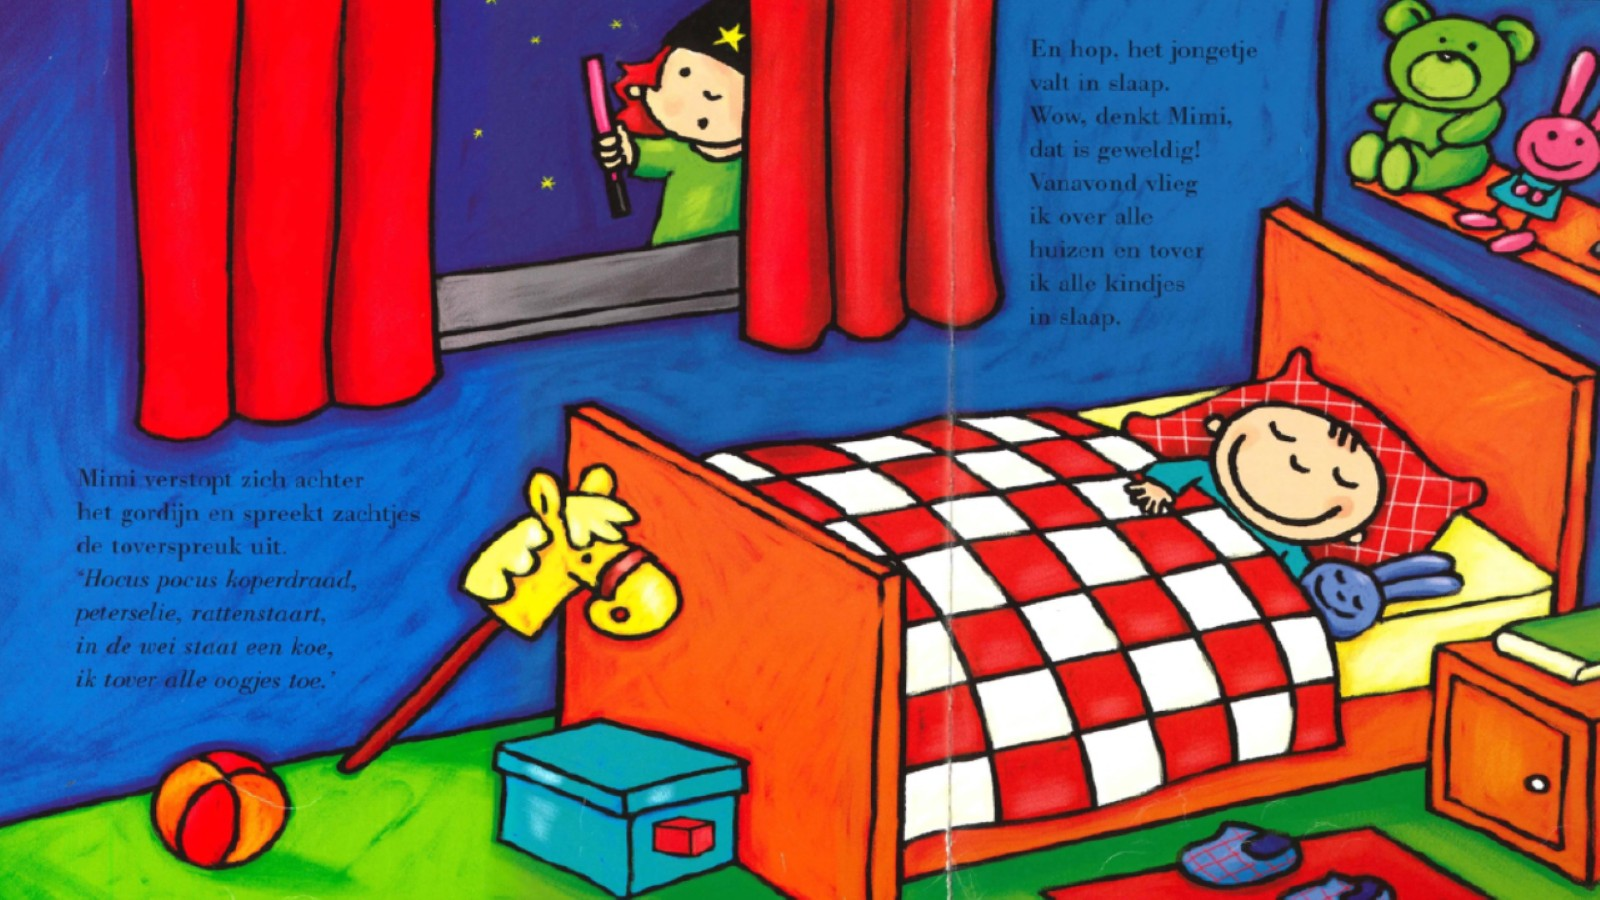 Mimi verstopt zich achter
het gordijn en spreekt zachtjes
de toverspreuk uit.
'Hocus pocus koperdraad,
peterselie, rattenstaart,
in de wei staat een koe,
ik tover alle oogjes toe.'
En hop, het jongetje
valt in slaap.
Wow, denkt Mimi,
dat is geweldig!
Vanavond vlieg
ik over alle
huizen en tover
ik alle kindjes
in slaap.